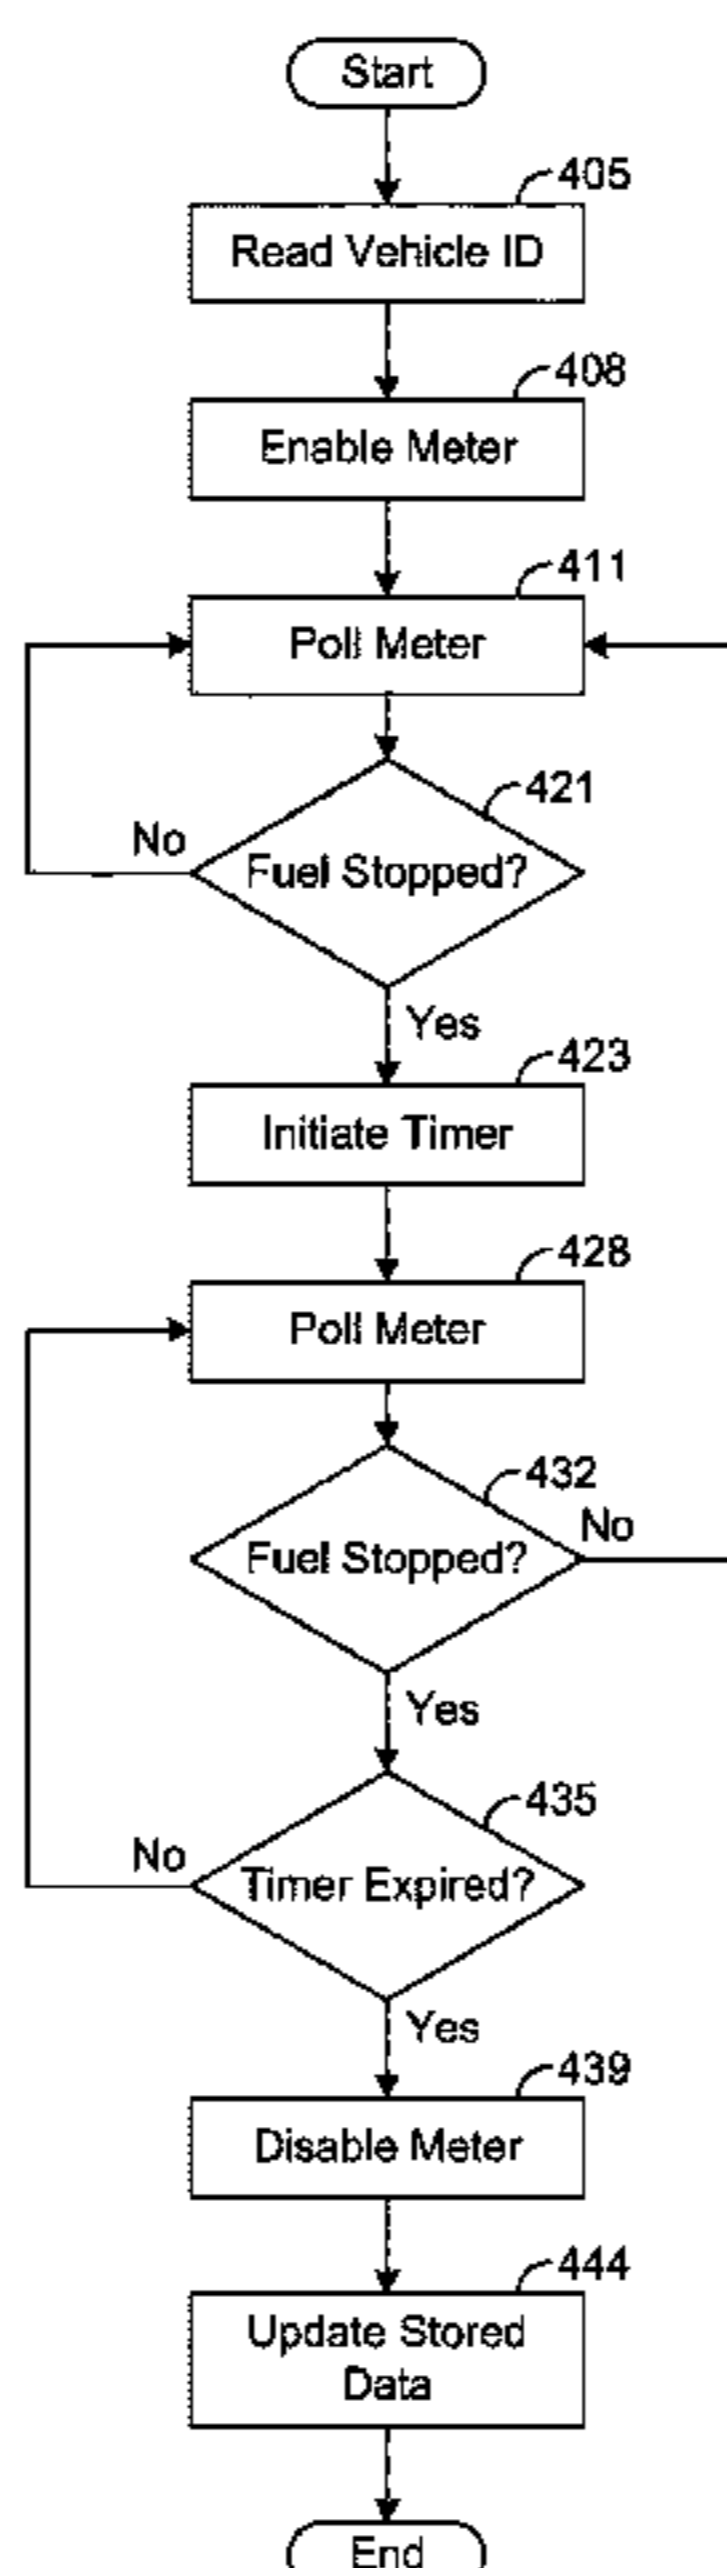 Start
405
Read Vehicle ID
408
Enable Meter
411
Poll Meter
421
No
Fuel Stopped?
Yes
423
Initiate Timer
428
Poll Meter
432
No
Fuel Stopped?
Yes
435
No
Timer Expired?
Yes
439
Disable Meter
444
Update Stored
Data
End